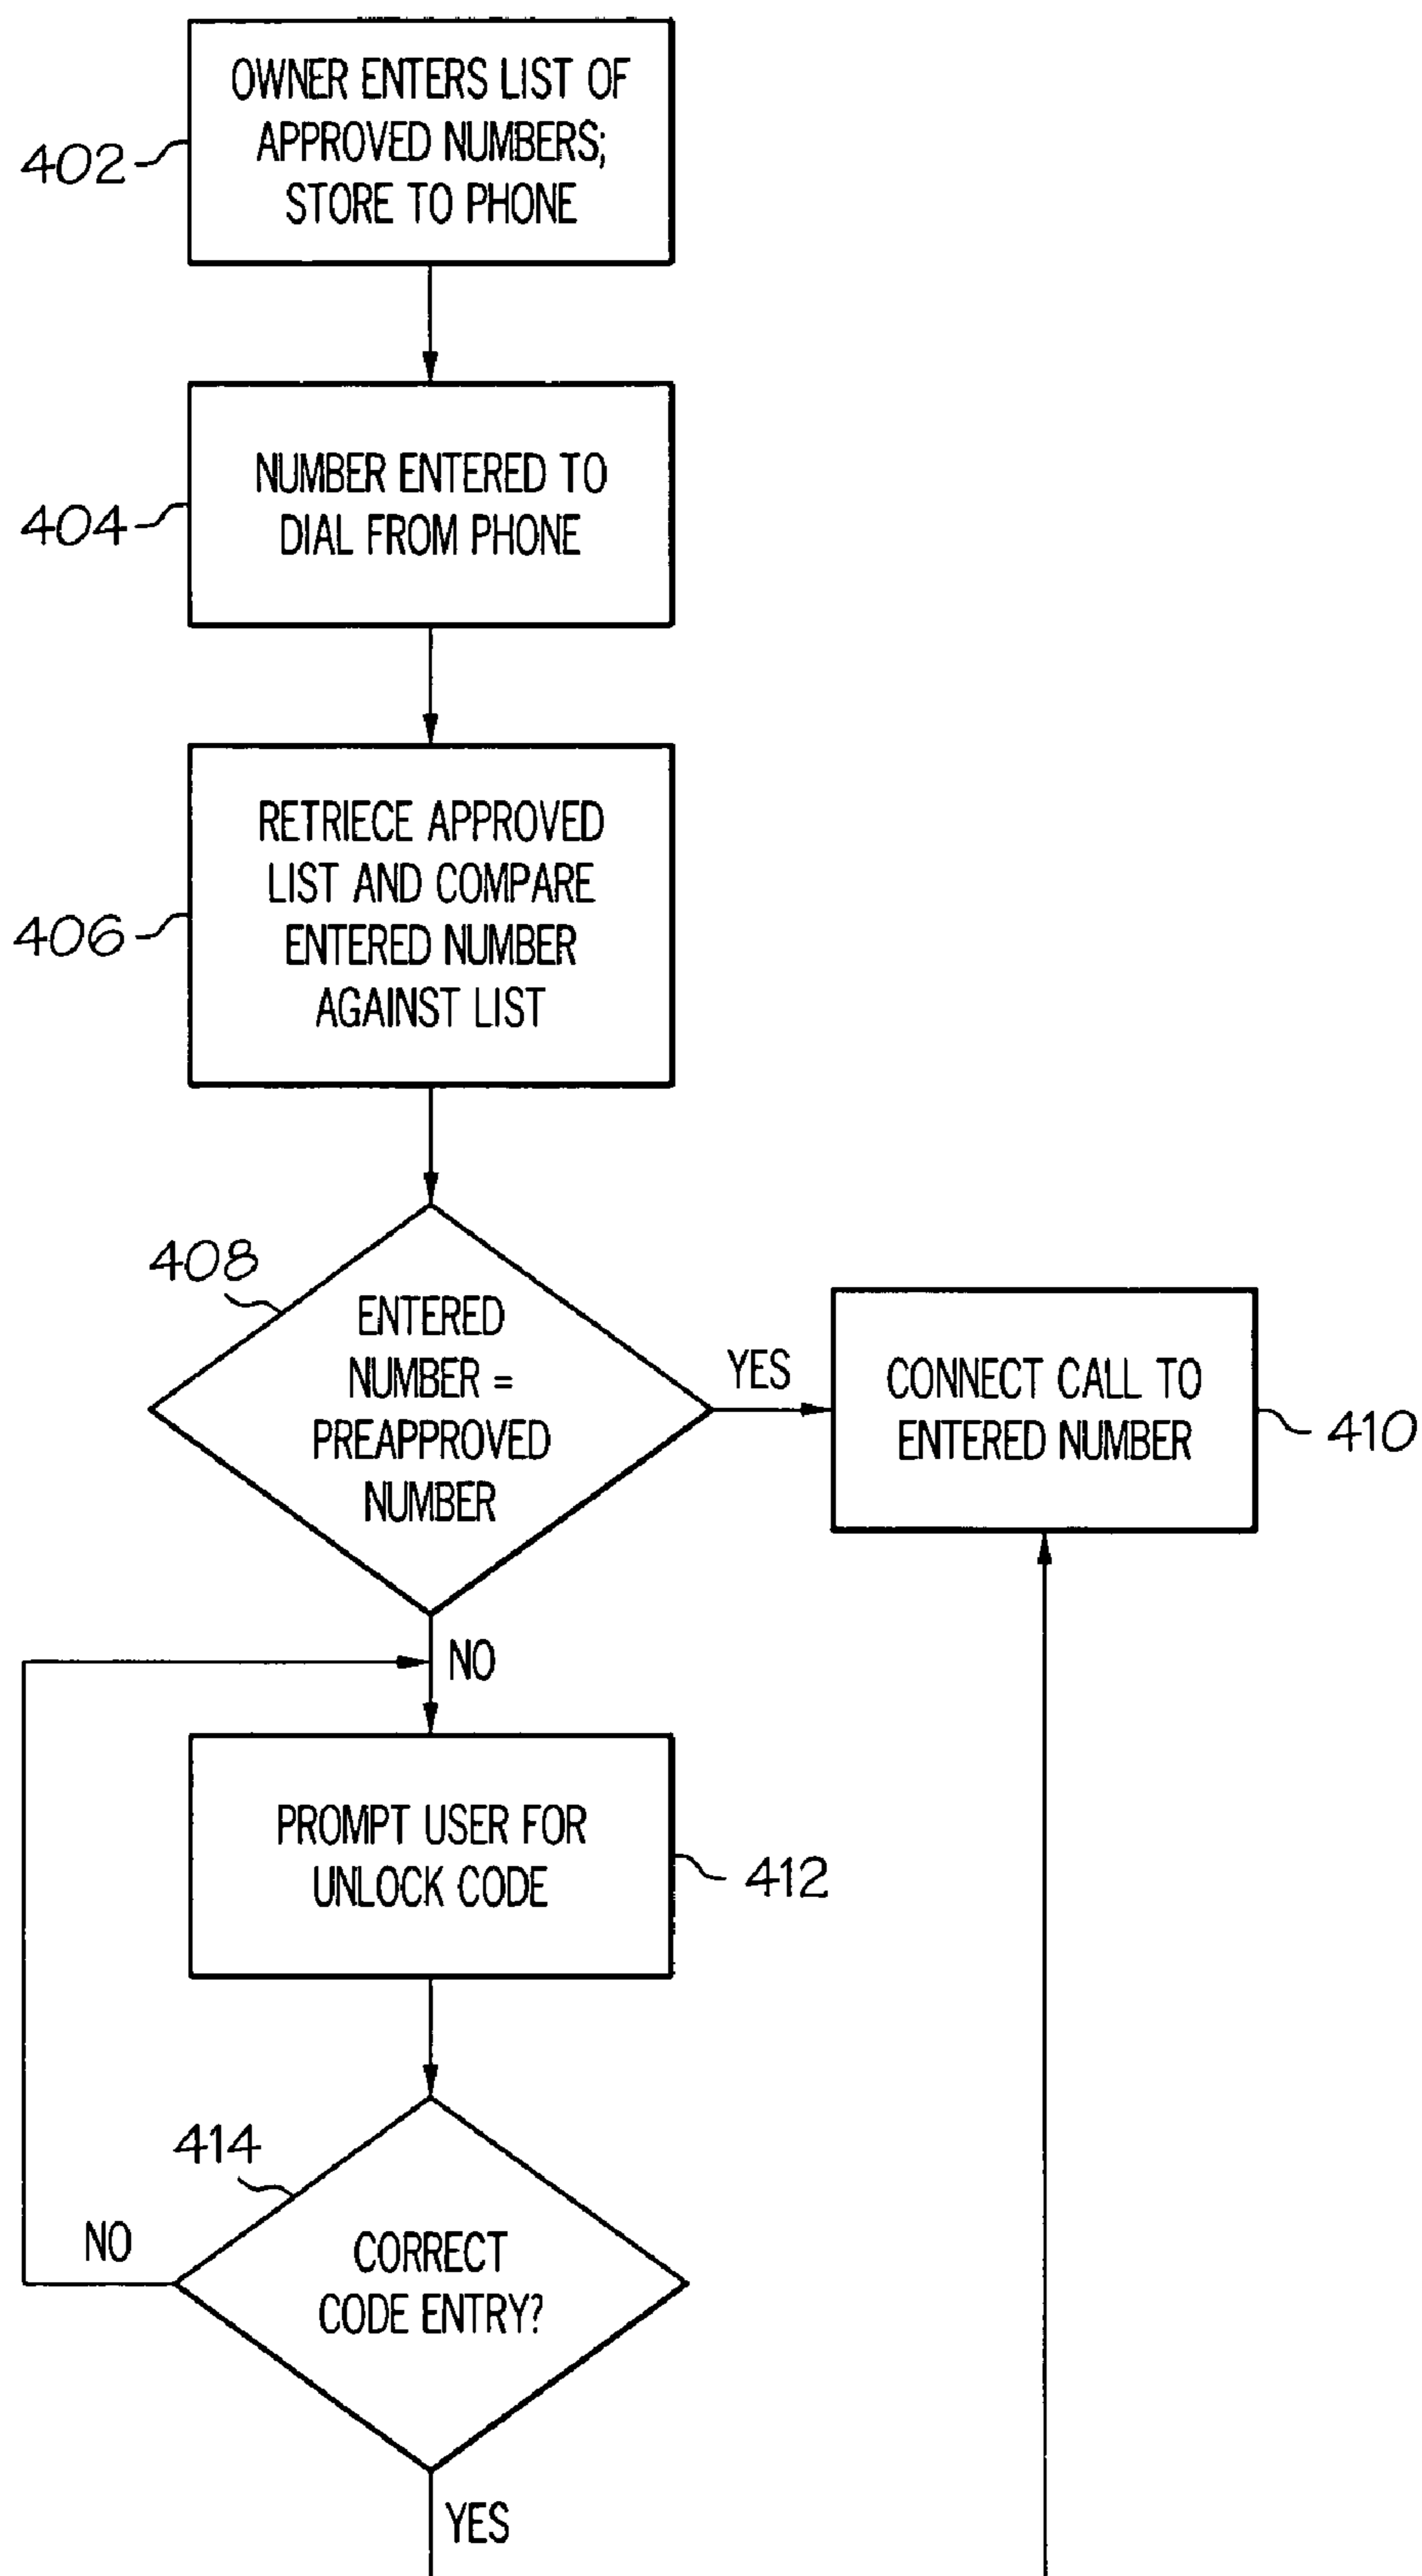 OWNER ENTERS LIST OF
APPROVED NUMBERS;
STORE TO PHONE
402
NUMBER ENTERED TO
DIAL FROM PHONE
404
RETRIECE APPROVED
LIST AND COMPARE
ENTERED NUMBER
AGAINST LIST
406
408
ENTERED
NUMBER =
PREAPPROVED
NUMBER
YES
CONNECT CALL TO
ENTERED NUMBER
410
NO
PROMPT USER FOR
UNLOCK CODE
412
414
NO
CORRECT
CODE ENTRY?
YES